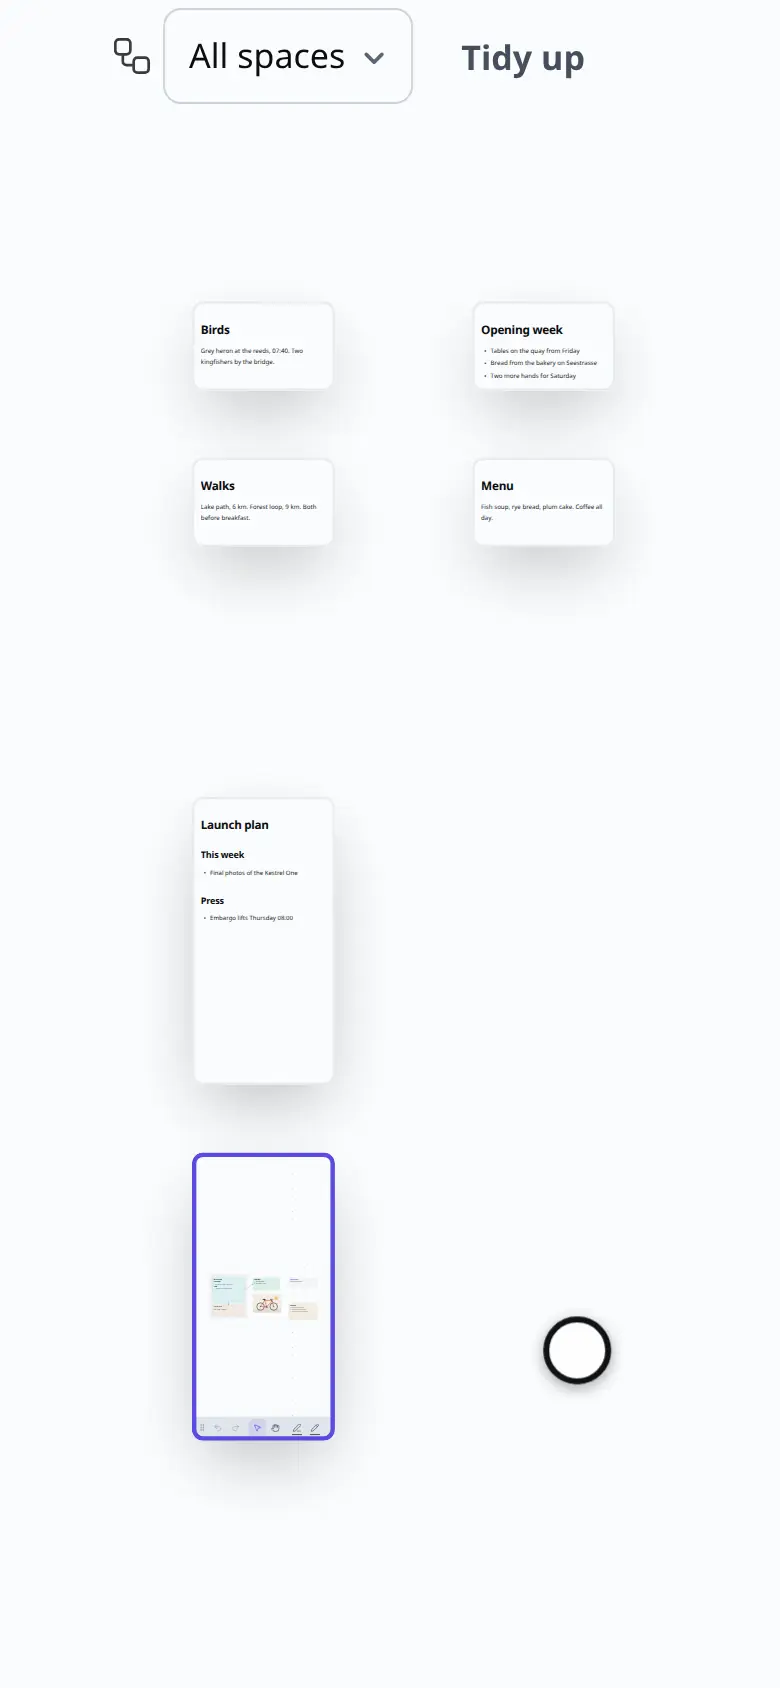 All spaces
Tidy up
Birds
Grey heron at the reeds, 07:40. Two
kingfishers by the bridge.
Opening week
• Tables on the quay from Friday
• Bread from the bakery on Seestrasse
• Two more hands for Saturday
Walks
Lake path, 6 km. Forest loop, 9 km. Both
before breakfast.
Menu
Fish soup, rye bread, plum cake. Coffee all
day.
Launch plan
This week
• Final photos of the Kestrel One
Press
• Embargo lifts Thursday 08:00